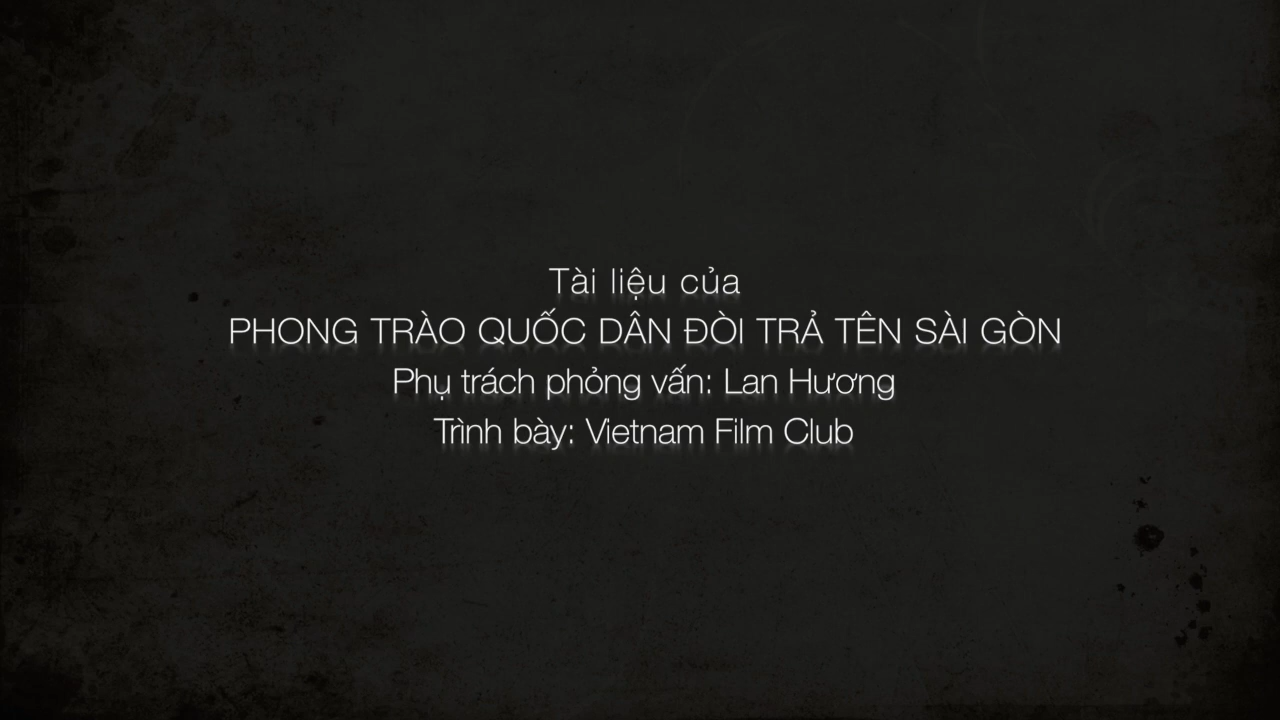 Tài liệu của
PHONG TRÀO QUỐC DÂN ĐÒI TRẢ TÊN SÀI GÒN
Phụ trách phỏng vấn: Lan Hương
Trình bày: Vietnam Film Club